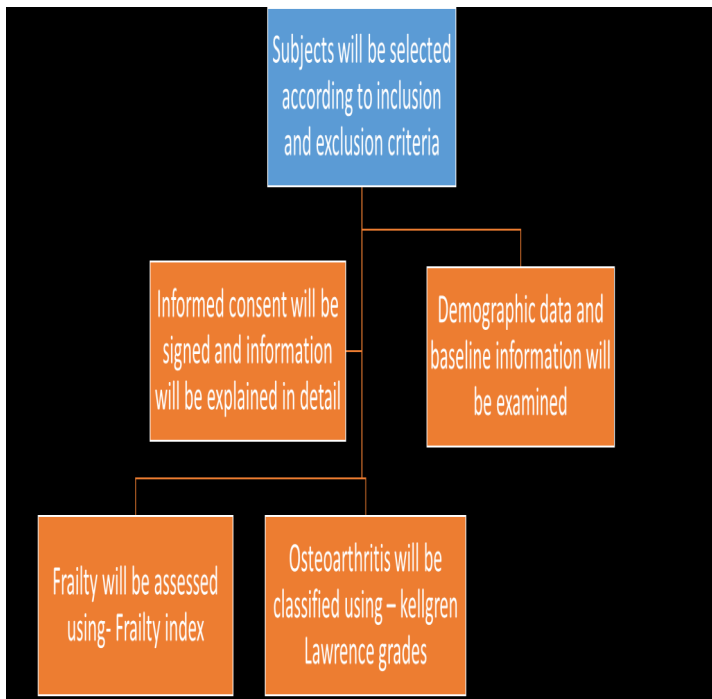 Subjects will be selected
according to inclusion
and exclusion criteria
Informed consent will be
signed and information
will be explained in detail
Demographic data and
baseline information will
be examined
Frailty will be assessed
using- Frailty index
Osteoarthritis will be
classified using – kellgren
Lawrence grades